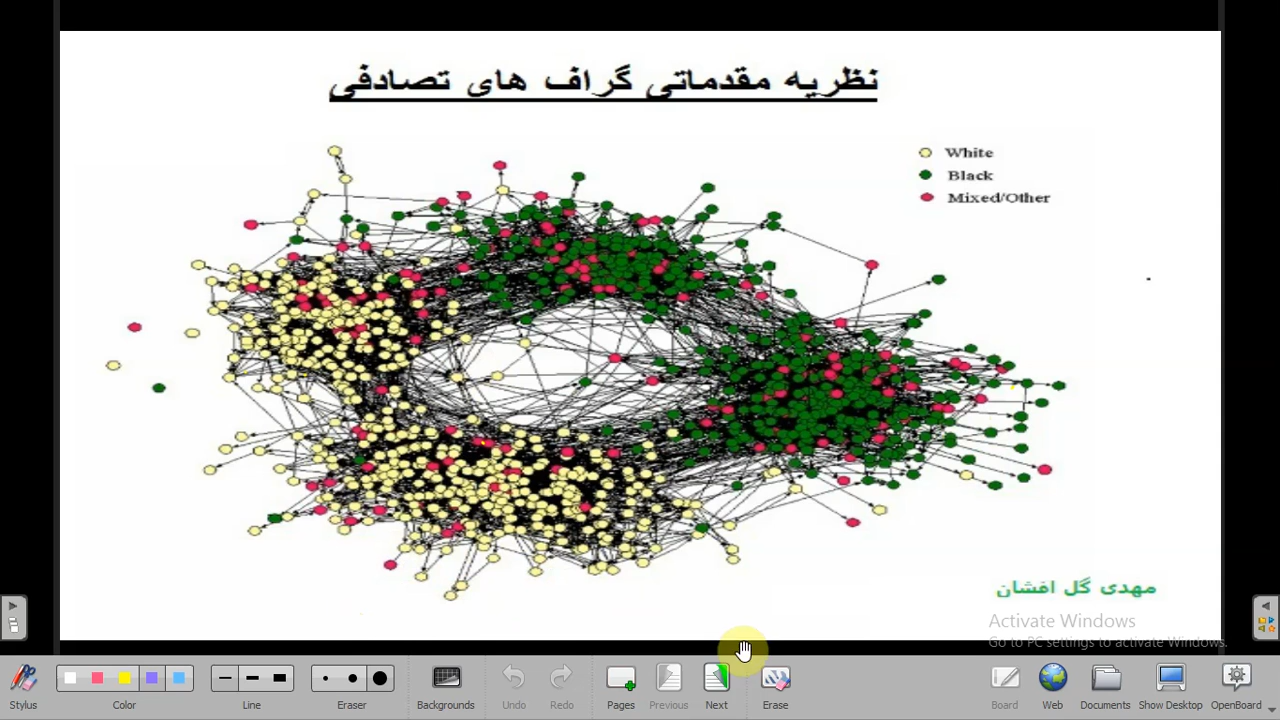 نظریه مقدماتی گراف های تصادفی
White
Black
Mixed/Other
مهدی گل افشان
Activate Windows
Go to PC settings to activate Windows.
Stylus
Color
Line
Eraser
Backgrounds
Undo
Redo
Pages
Previous
Next
Erase
Board
Web
Documents
Show Desktop
OpenBoard